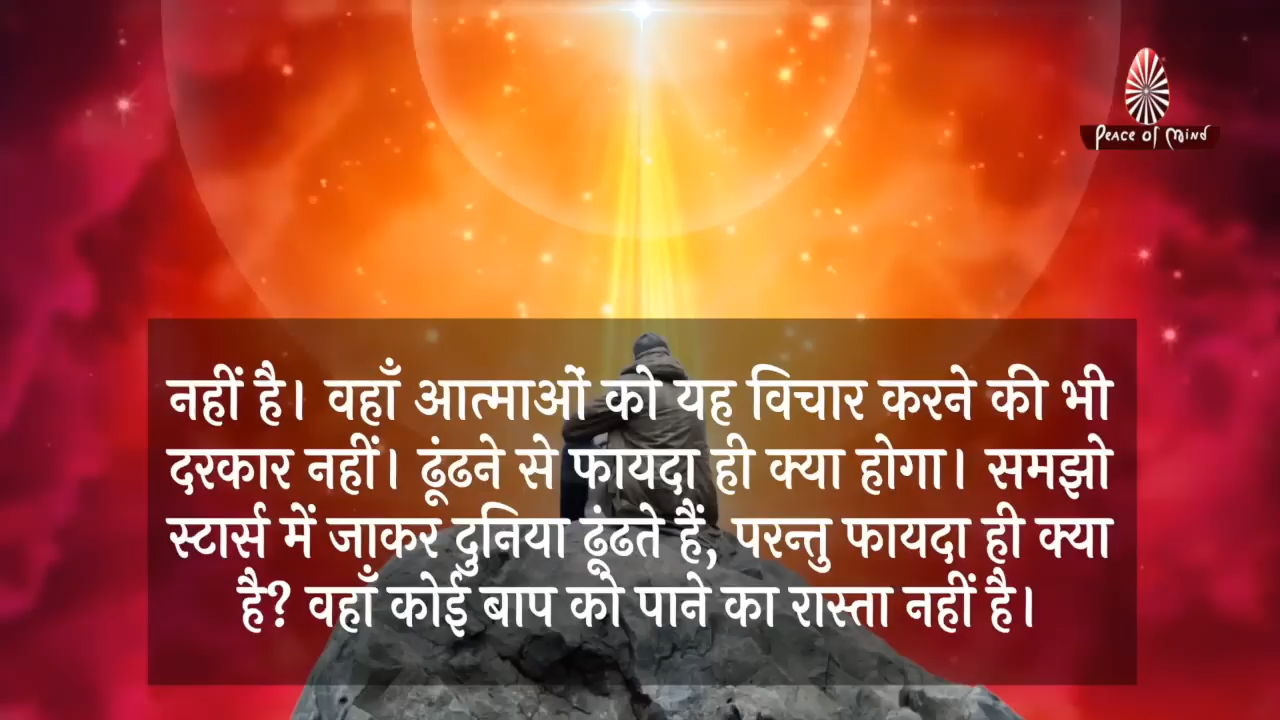 Peace of Mind
नहीं है। वहाँ आत्माओं को यह विचार करने की भी
दरकार नहीं। ढूंढने से फायदा ही क्या होगा। समझो
स्टार्स में जाकर दुनिया ढूंढते हैं, परन्तु फायदा ही क्या
है? वहाँ कोई बाप को पाने का रास्ता नहीं है।